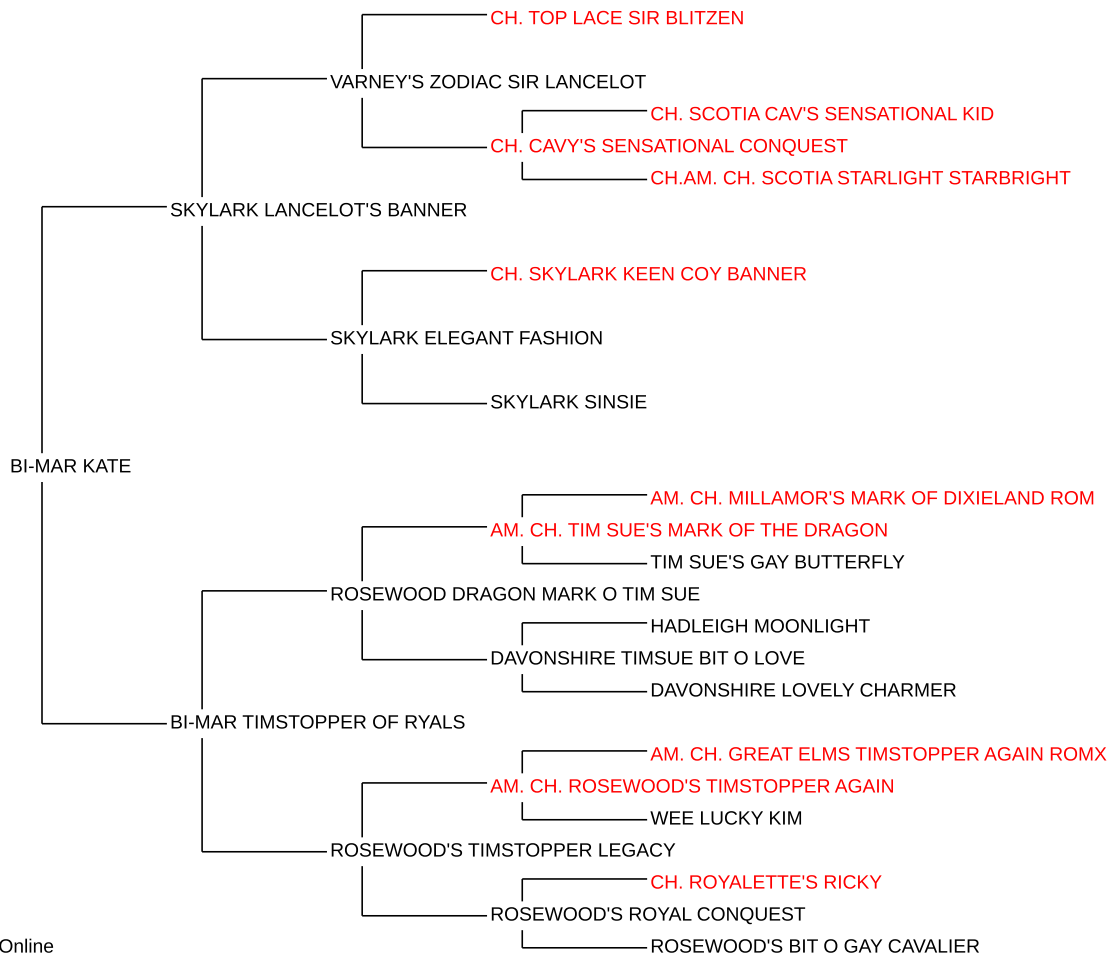 CH. TOP LACE SIR BLITZEN
VARNEY'S ZODIAC SIR LANCELOT
CH. SCOTIA CAV'S SENSATIONAL KID
CH. CAVY'S SENSATIONAL CONQUEST
CH.AM. CH. SCOTIA STARLIGHT STARBRIGHT
SKYLARK LANCELOT'S BANNER
CH. SKYLARK KEEN COY BANNER
SKYLARK ELEGANT FASHION
SKYLARK SINSIE
BI-MAR KATE
AM. CH. MILLAMOR'S MARK OF DIXIELAND ROM
AM. CH. TIM SUE'S MARK OF THE DRAGON
TIM SUE'S GAY BUTTERFLY
ROSEWOOD DRAGON MARK O TIM SUE
HADLEIGH MOONLIGHT
DAVONSHIRE TIMSUE BIT O LOVE
DAVONSHIRE LOVELY CHARMER
BI-MAR TIMSTOPPER OF RYALS
AM. CH. GREAT ELMS TIMSTOPPER AGAIN ROMX
AM. CH. ROSEWOOD'S TIMSTOPPER AGAIN
WEE LUCKY KIM
ROSEWOOD'S TIMSTOPPER LEGACY
CH. ROYALETTE'S RICKY
ROSEWOOD'S ROYAL CONQUEST
ROSEWOOD'S BIT O GAY CAVALIER
Online